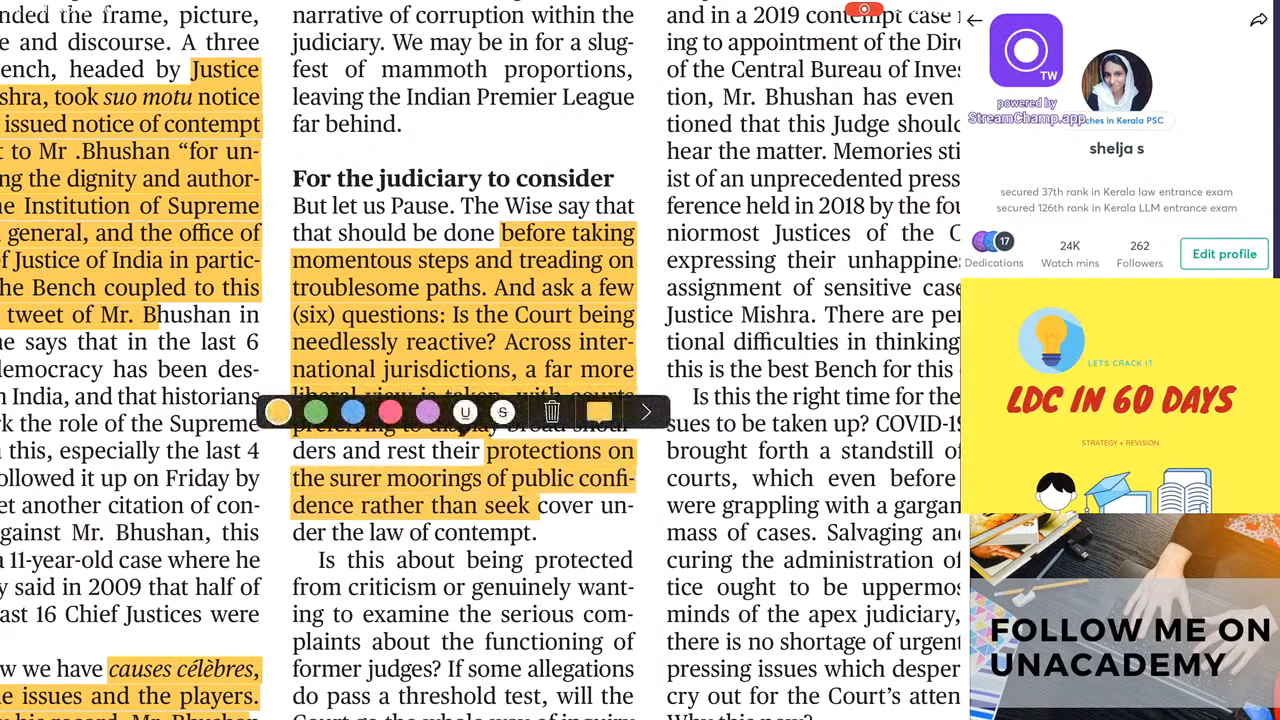 nded the frame, picture,
e and discourse. A three
ench, headed by Justice
shra, took suo motu notice
issued notice of contempt
t to Mr .Bhushan “for un-
ng the dignity and author-
e Institution of Supreme
general, and the office of
f Justice of India in partic-
he Bench coupled to this
tweet of Mr. Bhushan in
e says that in the last 6
lemocracy has been des-
n India, and that historians
rk the role of the Supreme
this, especially the last 4
ollowed it up on Friday by
et another citation of con-
gainst Mr. Bhushan, this
a 11-year-old case where he
y said in 2009 that half of
ast 16 Chief Justices were
w we have causes célèbres,
e issues and the players.
narrative of corruption within the
judiciary. We may be in for a slug-
fest of mammoth proportions,
leaving the Indian Premier League
far behind.
For the judiciary to consider
But let us Pause. The Wise say that
that should be done before taking
momentous steps and treading on
troublesome paths. And ask a few
(six) questions: Is the Court being
needlessly reactive? Across inter-
national jurisdictions, a far more
U S
ders and rest their protections on
the surer moorings of public confi-
dence rather than seek cover un-
der the law of contempt.
Is this about being protected
from criticism or genuinely want-
ing to examine the serious com-
plaints about the functioning of
former judges? If some allegations
do pass a threshold test, will the
and in a 2019 contempt case
ing to appointment of the Dire
of the Central Bureau of Inves
tion, Mr. Bhushan has even
tioned that this Judge should
hear the matter. Memories sti
ist of an unprecedented press
ference held in 2018 by the fou
niormost Justices of the C
expressing their unhappine
assignment of sensitive case
Justice Mishra. There are per
tional difficulties in thinking
this is the best Bench for this
Is this the right time for the
sues to be taken up? COVID-19
brought forth a standstill of
courts, which even before
were grappling with a gargan
mass of cases. Salvaging and
curing the administration of
tice ought to be uppermos
minds of the apex judiciary,
there is no shortage of urgent
pressing issues which desper
cry out for the Court’s atten
Why this now?
TW
powered by
StreamChamp.app
ches in Kerala PSC
shelja s
secured 37th rank in Kerala law entrance exam
secured 126th rank in Kerala LLM entrance exam
17
24K
262
Dedications
Watch mins
Followers
Edit profile
LETS CRACK IT
LDC IN 60 DAYS
STRATEGY + REVISION
FOLLOW ME ON
UNACADEMY